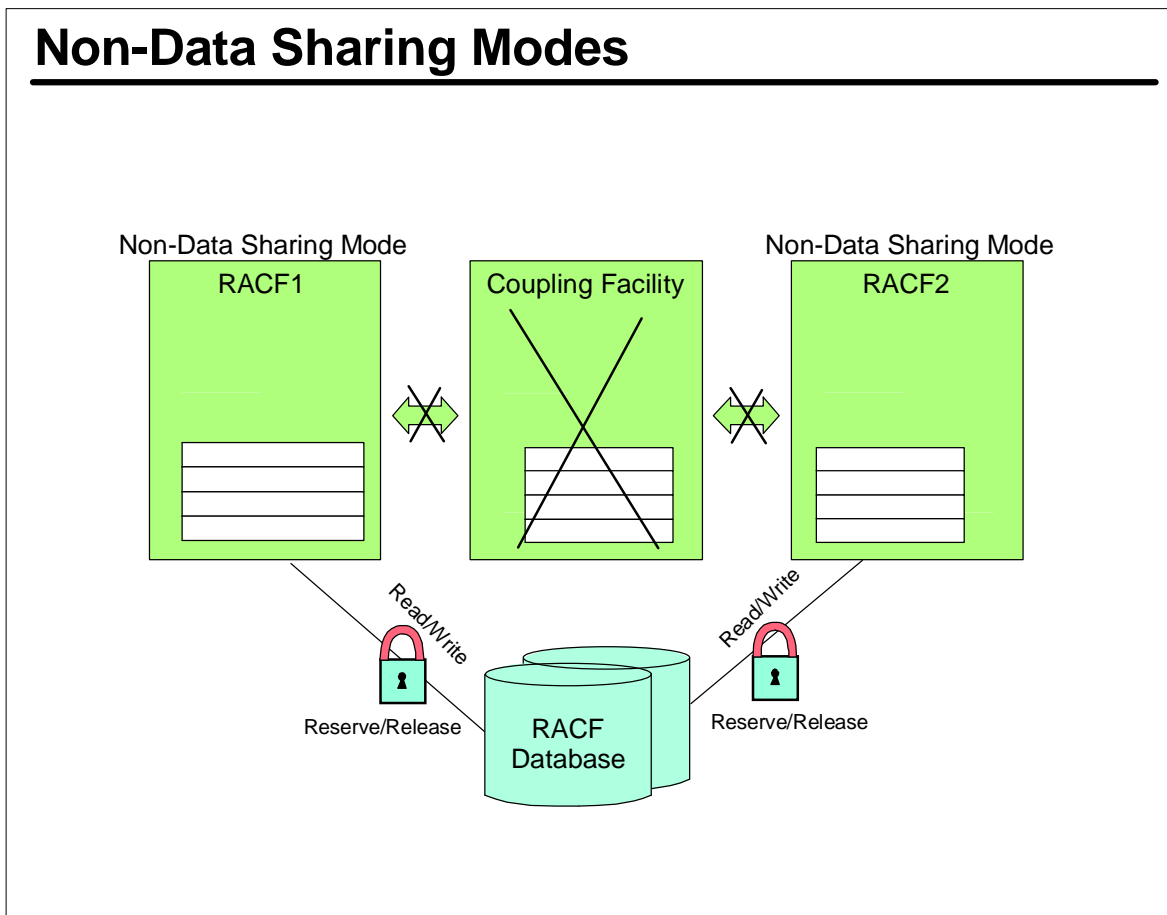 Non-Data Sharing Modes
Non-Data Sharing Mode
RACF1
Coupling Facility
Non-Data Sharing Mode
RACF2
Read/Write
Reserve/Release
Read/Write
Reserve/Release
RACF
Database